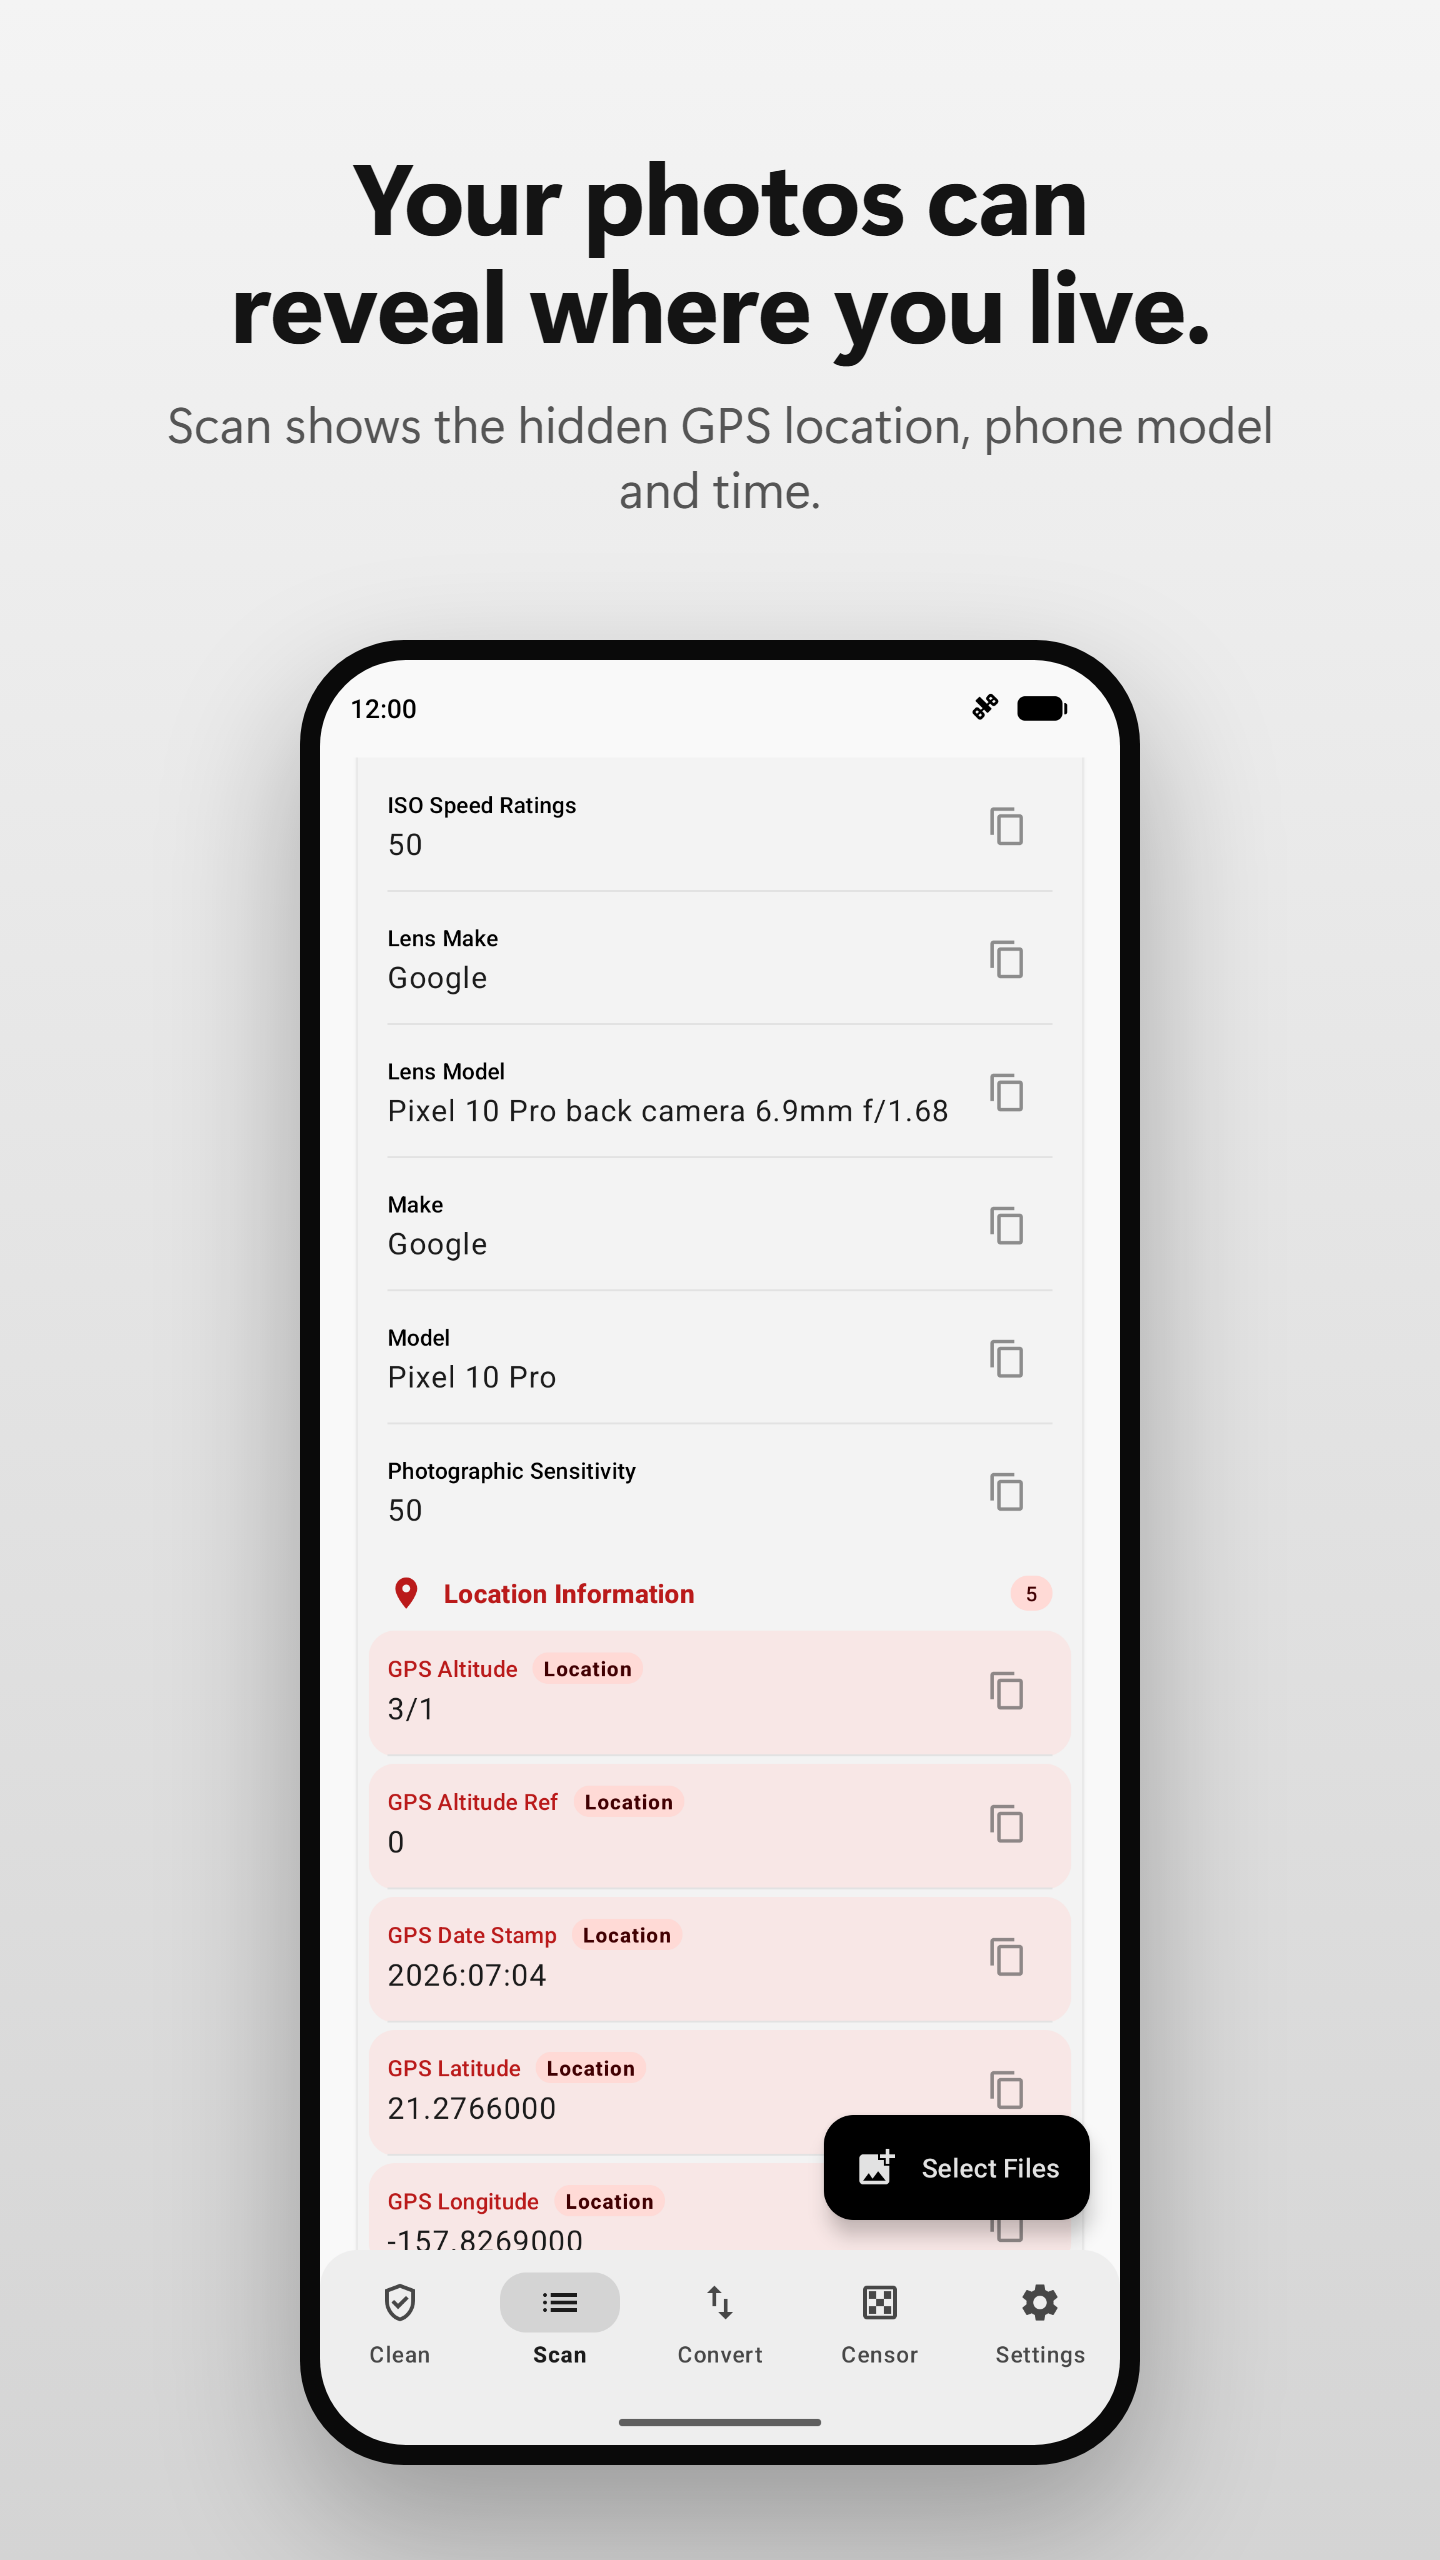 Your photos can
reveal where you live.
Scan shows the hidden GPS location, phone model
and time.
12:00
ISO Speed Ratings
50
Lens Make
Google
Lens Model
Pixel 10 Pro back camera 6.9mm f/1.68
Make
Google
Model
Pixel 10 Pro
Photographic Sensitivity
50
Location Information 5
GPS Altitude Location
3/1
GPS Altitude Ref Location
0
GPS Date Stamp Location
2026:07:04
GPS Latitude Location
21.2766000
Select Files
GPS Longitude Location
-157.8269000
Clean Scan Convert Censor Settings